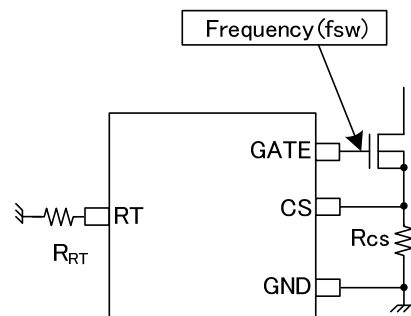 Frequency(fsw)
GATE
RT
CS
RRT
Rcs
GND